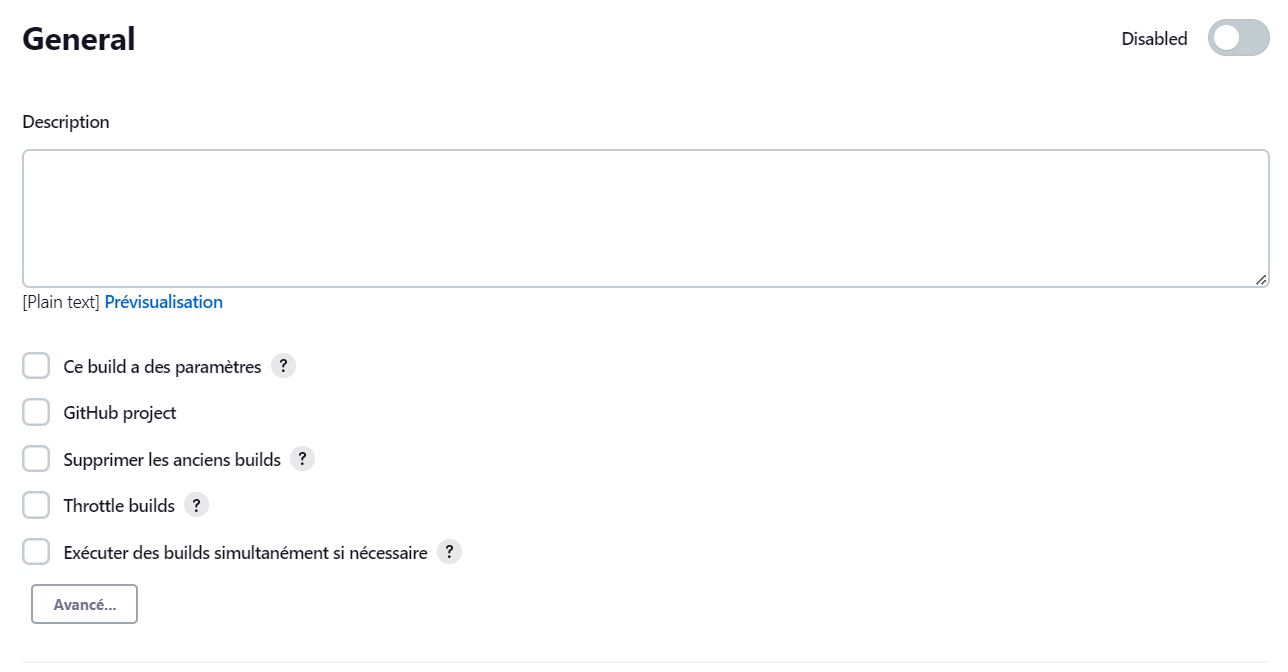 General
Disabled
Description
[Plain text] Prévisualisation
Ce build a des paramètres ?
GitHub project
Supprimer les anciens builds ?
Throttle builds ?
Exécuter des builds simultanément si nécessaire ?
Avancé...